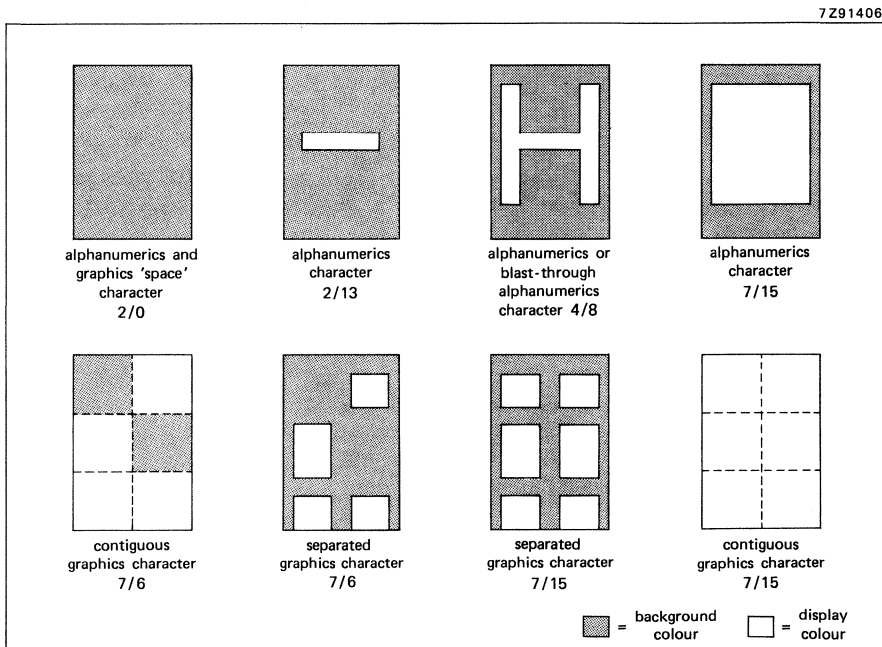 7Z91406
alphanumerics and
graphics 'space'
character
2/0
alphanumerics
character
2/13
alphanumerics or
blast-through
alphanumerics
character 4/8
alphanumerics
character
7/15
contiguous
graphics character
7/6
separated
graphics character
7/6
separated
graphics character
7/15
contiguous
graphics character
7/15
= background
colour
= display
colour